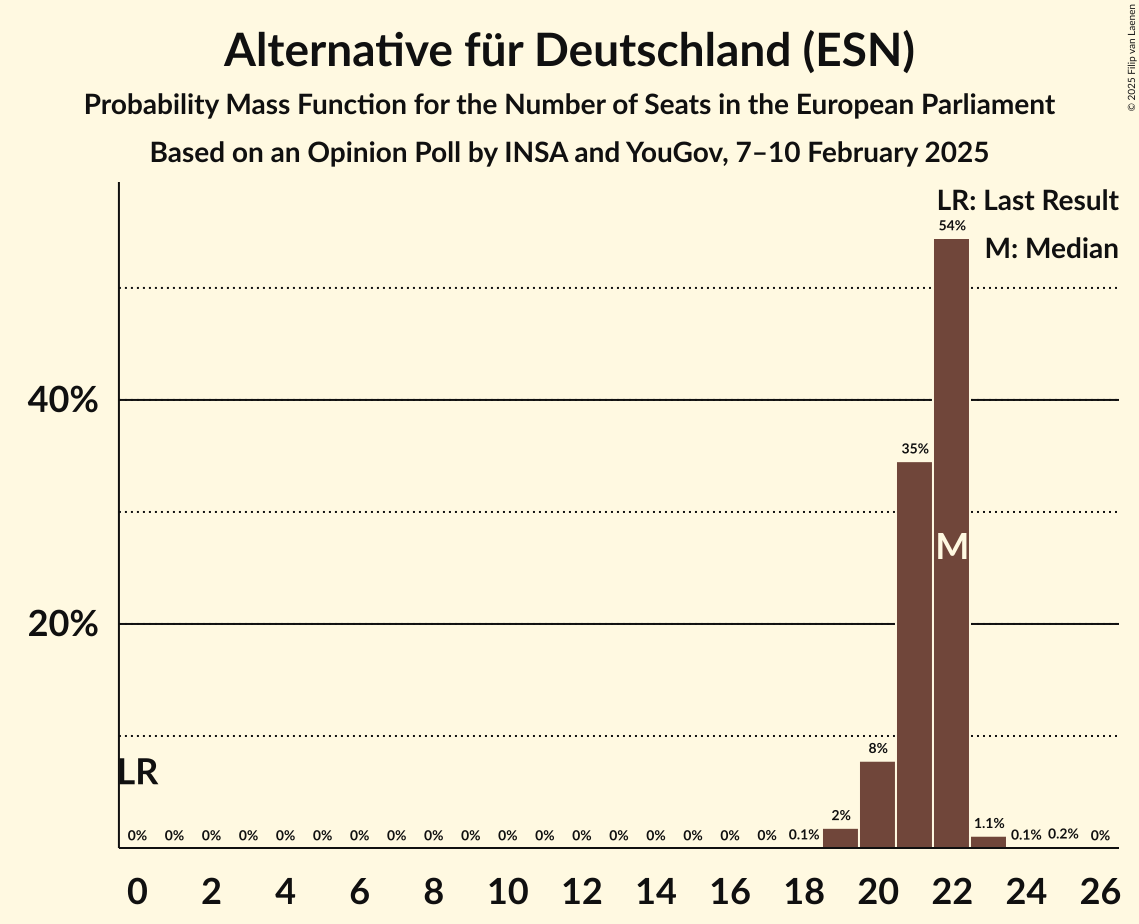 Alternative für Deutschland (ESN)
Probability Mass Function for the Number of Seats in the European Parliament
Based on an Opinion Poll by INSA and YouGov, 7–10 February 2025
© 2025 Filip van Laenen
LR: Last Result
M: Median
54%
40%
35%
M
20%
8%
LR
2%
1.1%
0% 0% 0% 0% 0% 0% 0% 0% 0% 0% 0% 0% 0% 0% 0% 0% 0% 0% 0.1% 0.1% 0.2% 0%
0 2 4 6 8 10 12 14 16 18 20 22 24 26